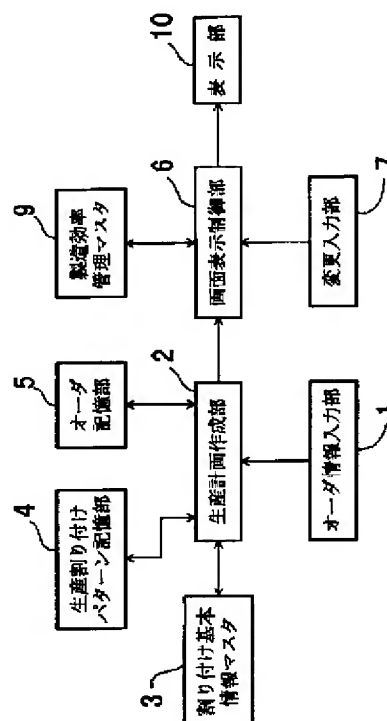 4
生産割り付け
パターン記憶部
5
オーダ
記憶部
9
製造効率
管理マスタ
3
割り付け基本
情報マスタ
2
生産計画作成部
6
画面表示制御部
10
表示部
1
オーダ情報入力部
7
変更入力部